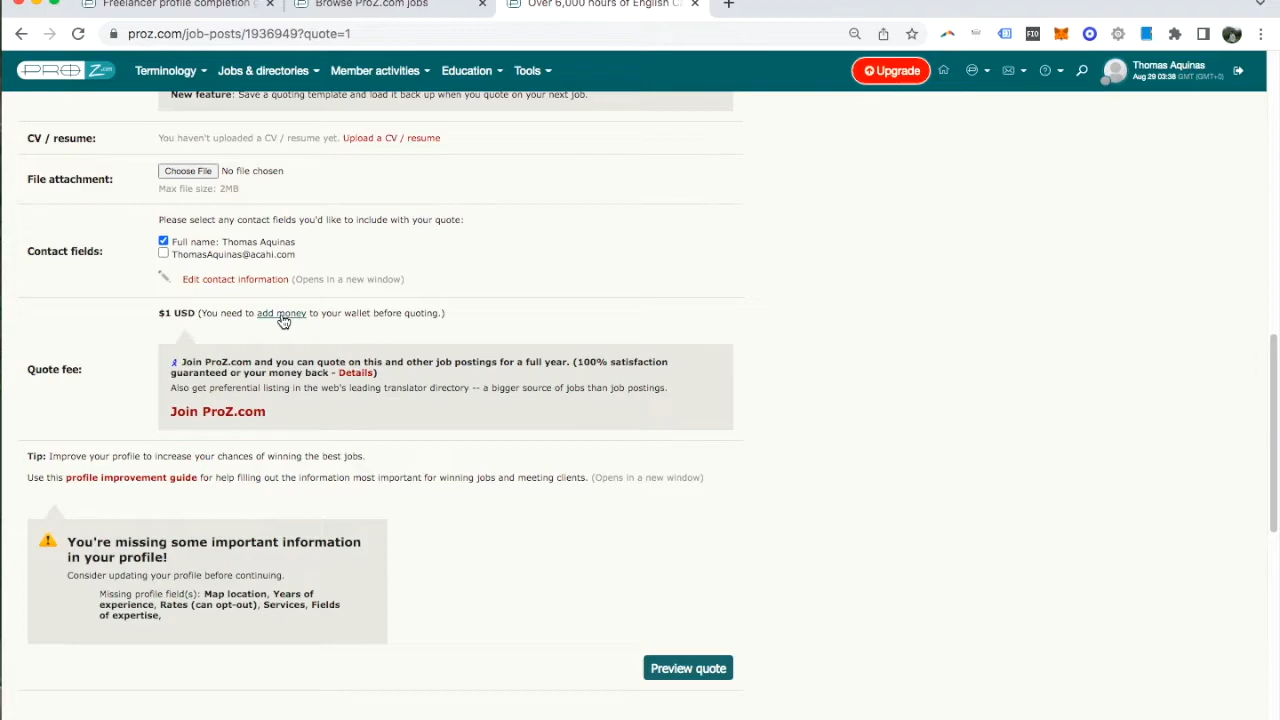 Freelancer profile completion g
Browse ProZ.com jobs
Over 6,000 hours of English C
proz.com/job-posts/1936949?quote=1
PROZ.com
Terminology
Jobs & directories
Member activities
Education
Tools
Upgrade
Thomas Aquinas
Aug 29 03:38 GMT (GMT+0)
New feature: Save a quoting template and load it back up when you quote on your next job.
CV / resume:
You haven't uploaded a CV / resume yet. Upload a CV / resume
File attachment:
Choose File No file chosen
Max file size: 2MB
Please select any contact fields you'd like to include with your quote:
Contact fields:
Full name: Thomas Aquinas
ThomasAquinas@acahi.com
Edit contact information (Opens in a new window)
$1 USD (You need to add money to your wallet before quoting.)
Quote fee:
Join ProZ.com and you can quote on this and other job postings for a full year. (100% satisfaction
guaranteed or your money back - Details)
Also get preferential listing in the web's leading translator directory -- a bigger source of jobs than job postings.
Join ProZ.com
Tip: Improve your profile to increase your chances of winning the best jobs.
Use this profile improvement guide for help filling out the information most important for winning jobs and meeting clients. (Opens in a new window)
You're missing some important information
in your profile!
Consider updating your profile before continuing.
Missing profile field(s): Map location, Years of
experience, Rates (can opt-out), Services, Fields
of expertise,
Preview quote